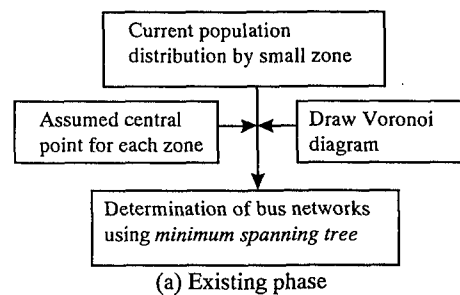 Current population
distribution by small zone
Assumed central
point for each zone
Draw Voronoi
diagram
Determination of bus networks
using minimum spanning tree
(a) Existing phase